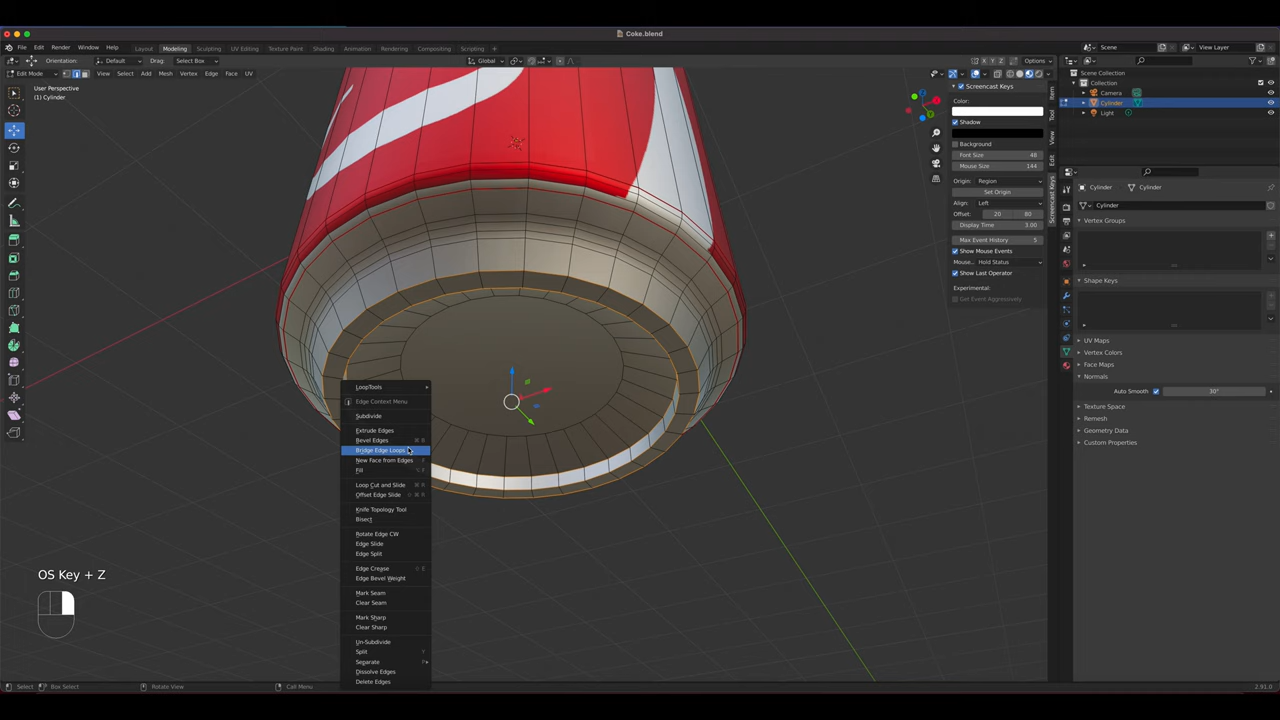 Coke.blend
File Edit Render Window Help Layout Modeling Sculpting UV Editing Texture Paint Shading Animation Rendering Compositing Scripting + Scene View Layer
Orientation: Default Drag: Select Box Global X Y Z Options
Edit Mode View Select Add Mesh Vertex Edge Face UV
User Perspective
(1) Cylinder
Screencast Keys
Color:
Shadow
Background
Font Size 48
Mouse Size 144
Origin: Region
Set Origin
Align: Left
Offset: 20 80
Display Time 3.00
Max Event History 5
Show Mouse Events
Mouse... Hold Status
Show Last Operator
Experimental:
Get Event Aggressively
Item
Tool
View
Edit
Screencast Keys
Scene Collection
Collection
Camera
Cylinder
Light
Cylinder Cylinder
Cylinder
Vertex Groups
Shape Keys
UV Maps
Vertex Colors
Face Maps
Normals
Auto Smooth 30°
Texture Space
Remesh
Geometry Data
Custom Properties
LoopTools
Edge Context Menu
Subdivide
Extrude Edges
Bevel Edges ⌘ B
Bridge Edge Loops
New Face from Edges F
Fill ⌥ F
Loop Cut and Slide ⌘ R
Offset Edge Slide ⇧ ⌘ R
Knife Topology Tool
Bisect
Rotate Edge CW
Edge Slide
Edge Split
Edge Crease ⇧ E
Edge Bevel Weight
Mark Seam
Clear Seam
Mark Sharp
Clear Sharp
Un-Subdivide
Split Y
Separate P
Dissolve Edges
Delete Edges
OS Key + Z
Select Box Select Rotate View Call Menu 2.91.0